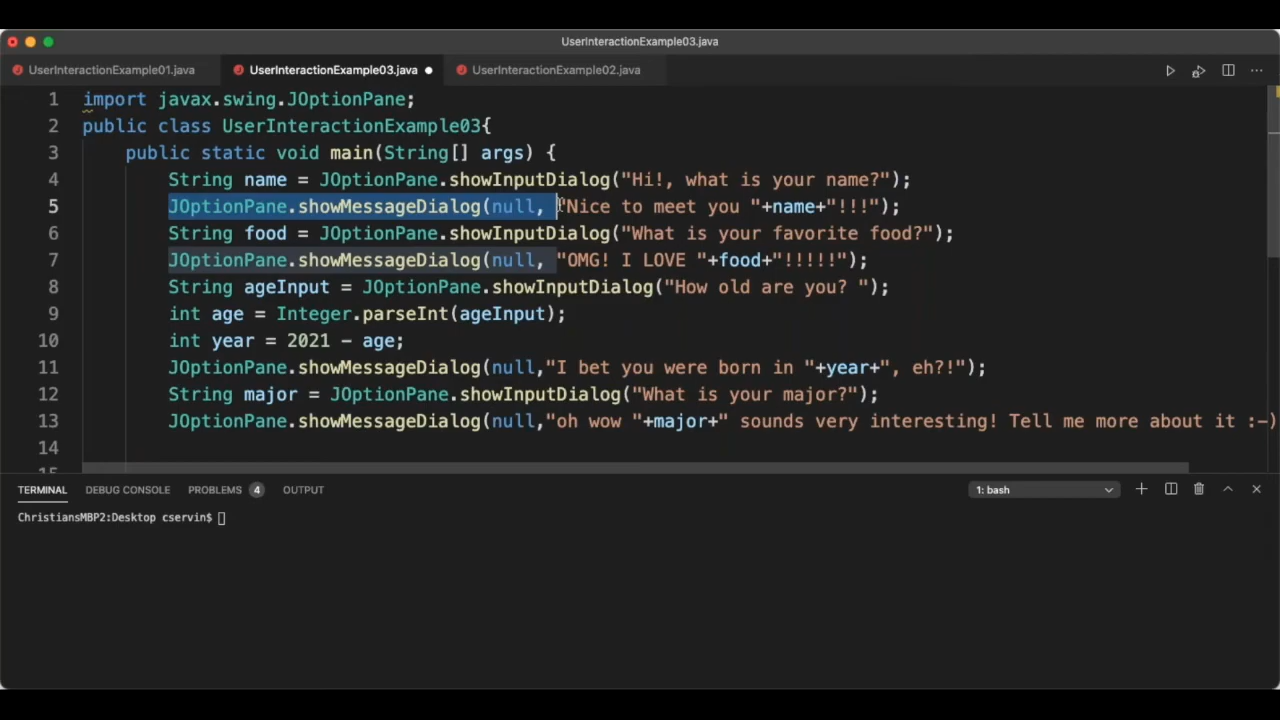 UserInteractionExample03.java
UserInteractionExample01.java UserInteractionExample03.java UserInteractionExample02.java
1 import javax.swing.JOptionPane;
2 public class UserInteractionExample03{
3 public static void main(String[] args) {
4 String name = JOptionPane.showInputDialog("Hi!, what is your name?");
5 JOptionPane.showMessageDialog(null, "Nice to meet you "+name+"!!!");
6 String food = JOptionPane.showInputDialog("What is your favorite food?");
7 JOptionPane.showMessageDialog(null, "OMG! I LOVE "+food+"!!!!!");
8 String ageInput = JOptionPane.showInputDialog("How old are you? ");
9 int age = Integer.parseInt(ageInput);
10 int year = 2021 - age;
11 JOptionPane.showMessageDialog(null,"I bet you were born in "+year+", eh?!");
12 String major = JOptionPane.showInputDialog("What is your major?");
13 JOptionPane.showMessageDialog(null,"oh wow "+major+" sounds very interesting! Tell me more about it :-)
14
15
TERMINAL DEBUG CONSOLE PROBLEMS 4 OUTPUT 1: bash
ChristiansMBP2:Desktop cservin$